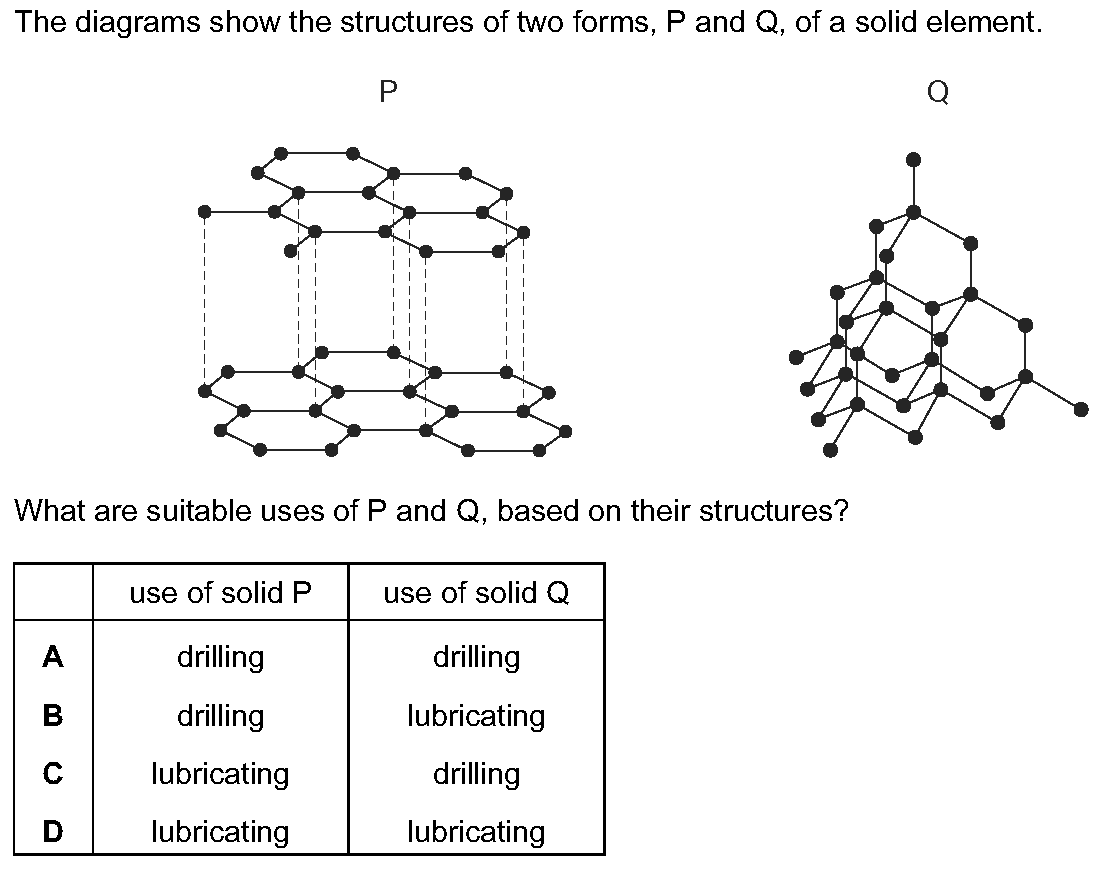 The diagrams show the structures of two forms, P and Q, of a solid element.
P Q
What are suitable uses of P and Q, based on their structures?
use of solid P use of solid Q
A drilling drilling
B drilling lubricating
C lubricating drilling
D lubricating lubricating